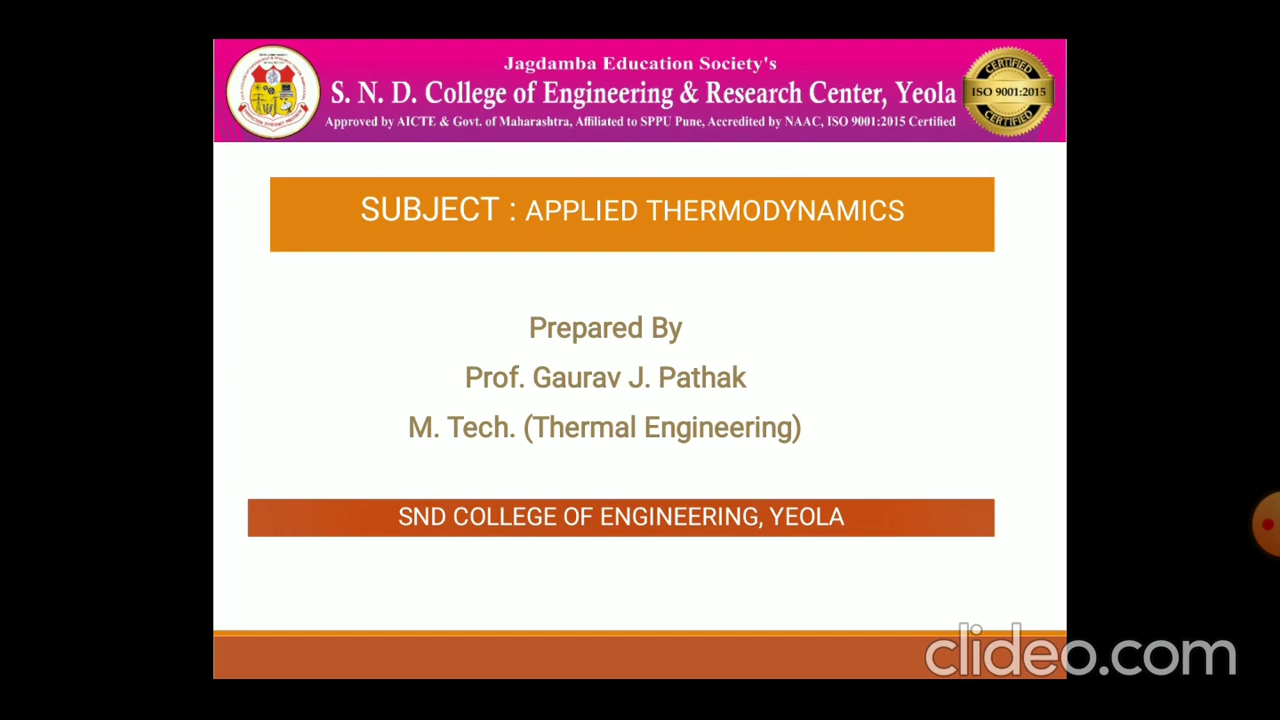 Jagdamba Education Society's
S. N. D. College of Engineering & Research Center, Yeola
Approved by AICTE & Govt. of Maharashtra, Affiliated to SPPU Pune, Accredited by NAAC, ISO 9001:2015 Certified
CERTIFIED
ISO 9001:2015
CERTIFIED
SUBJECT : APPLIED THERMODYNAMICS
Prepared By
Prof. Gaurav J. Pathak
M. Tech. (Thermal Engineering)
SND COLLEGE OF ENGINEERING, YEOLA
clideo.com